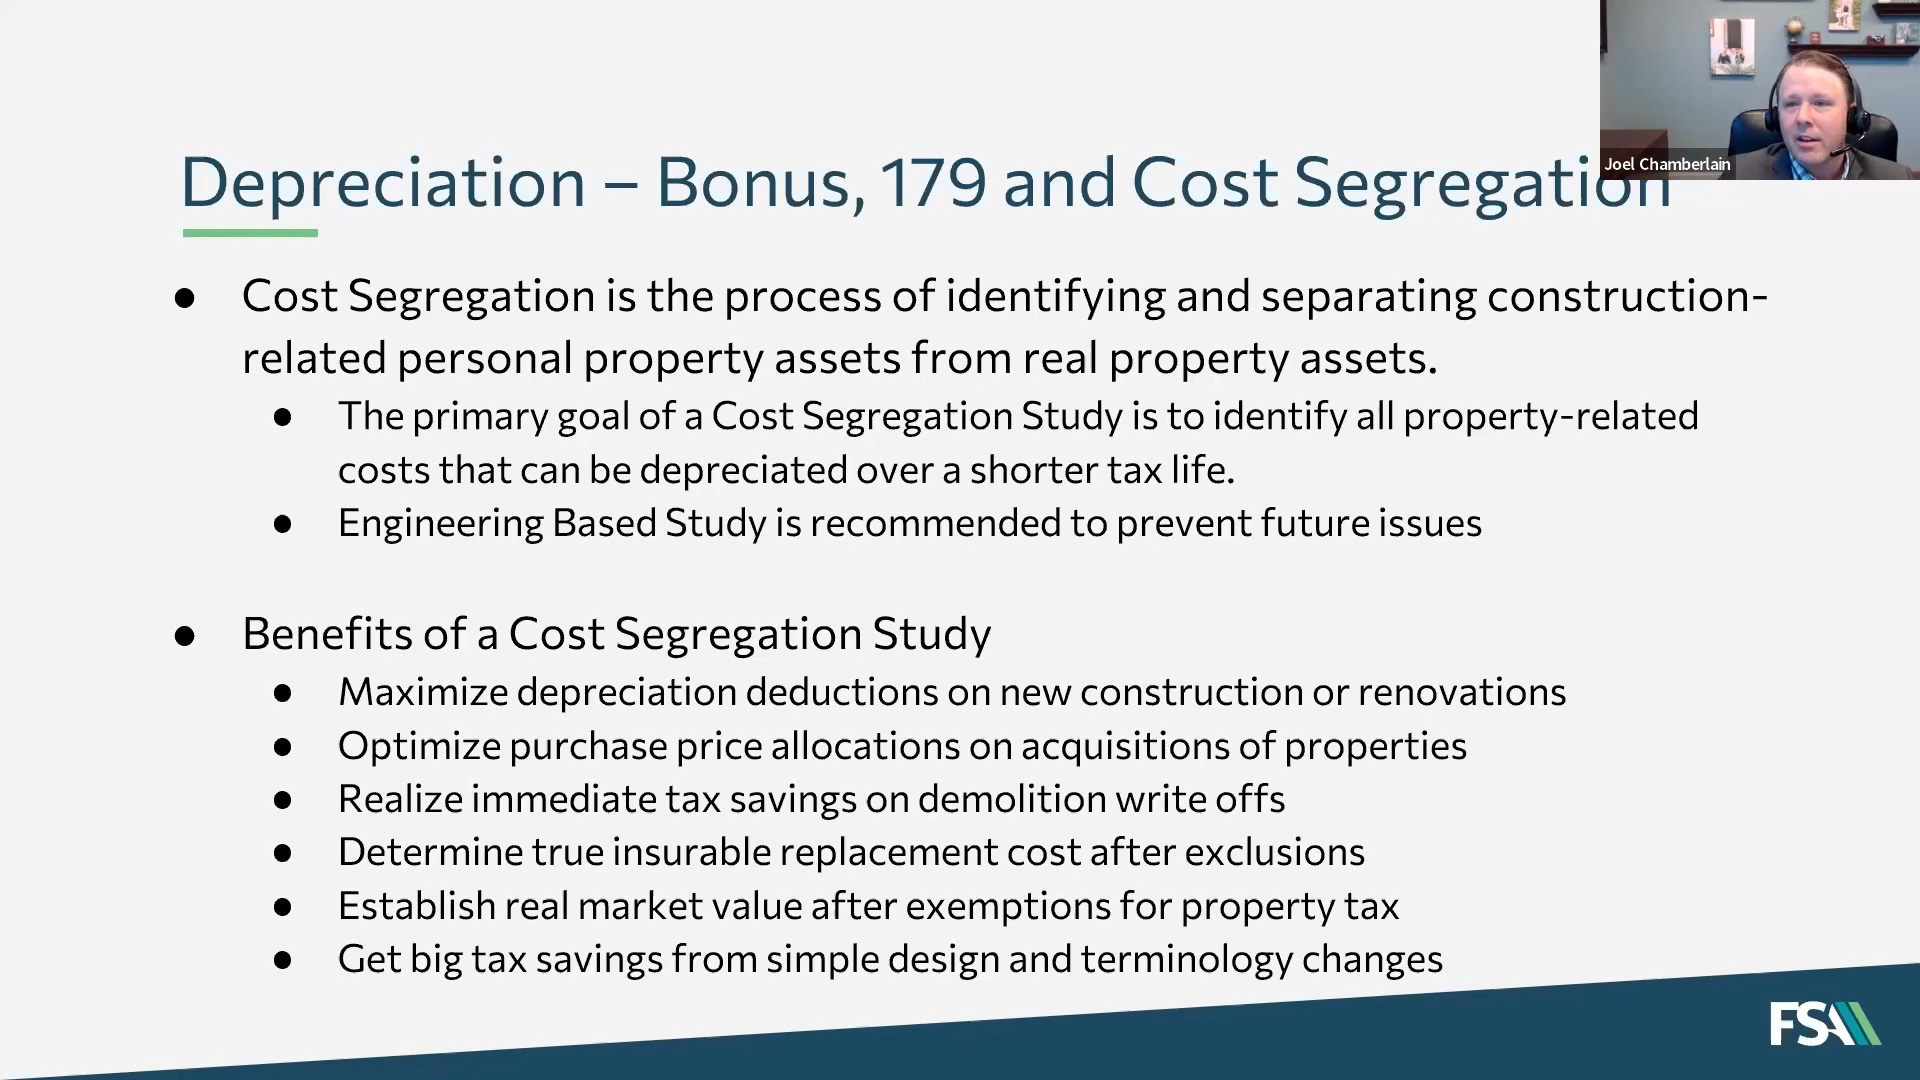 Joel Chamberlain
Depreciation – Bonus, 179 and Cost Segregation
● Cost Segregation is the process of identifying and separating construction-
related personal property assets from real property assets.
● The primary goal of a Cost Segregation Study is to identify all property-related
costs that can be depreciated over a shorter tax life.
● Engineering Based Study is recommended to prevent future issues
● Benefits of a Cost Segregation Study
● Maximize depreciation deductions on new construction or renovations
● Optimize purchase price allocations on acquisitions of properties
● Realize immediate tax savings on demolition write offs
● Determine true insurable replacement cost after exclusions
● Establish real market value after exemptions for property tax
● Get big tax savings from simple design and terminology changes
FSA